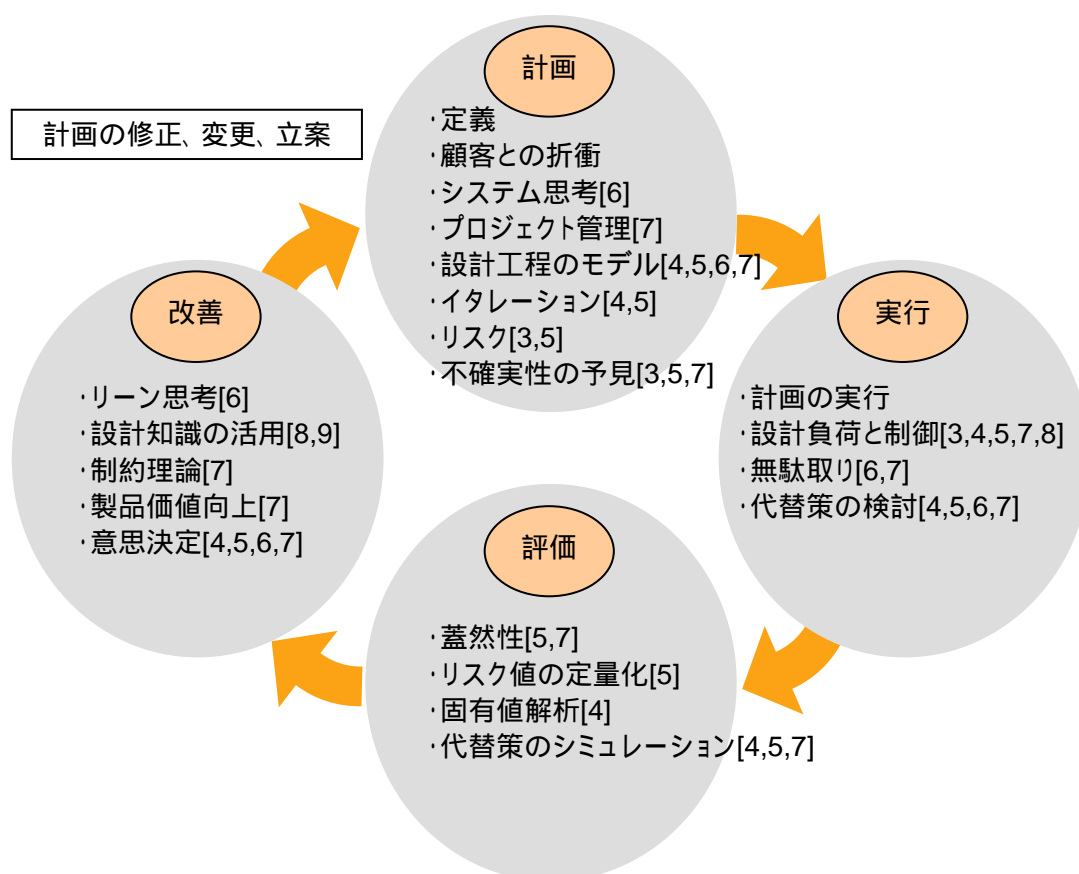 計画
・定義
・顧客との折衝
・システム思考[6]
・プロジェクト管理[7]
・設計工程のモデル[4,5,6,7]
・イタレーション[4,5]
・リスク[3,5]
・不確実性の予見[3,5,7]
計画の修正、変更、立案
実行
・計画の実行
・設計負荷と制御[3,4,5,7,8]
・無駄取り[6,7]
・代替策の検討[4,5,6,7]
評価
・蓋然性[5,7]
・リスク値の定量化[5]
・固有値解析[4]
・代替策のシミュレーション[4,5,7]
改善
・リーン思考[6]
・設計知識の活用[8,9]
・制約理論[7]
・製品価値向上[7]
・意思決定[4,5,6,7]